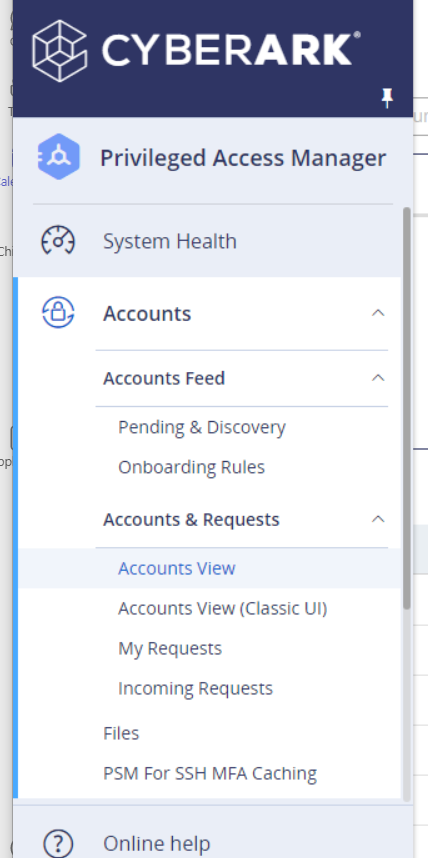 CYBERARK®
Privileged Access Manager
System Health
Accounts
Accounts Feed
Pending & Discovery
Onboarding Rules
Accounts & Requests
Accounts View
Accounts View (Classic UI)
My Requests
Incoming Requests
Files
PSM For SSH MFA Caching
Online help